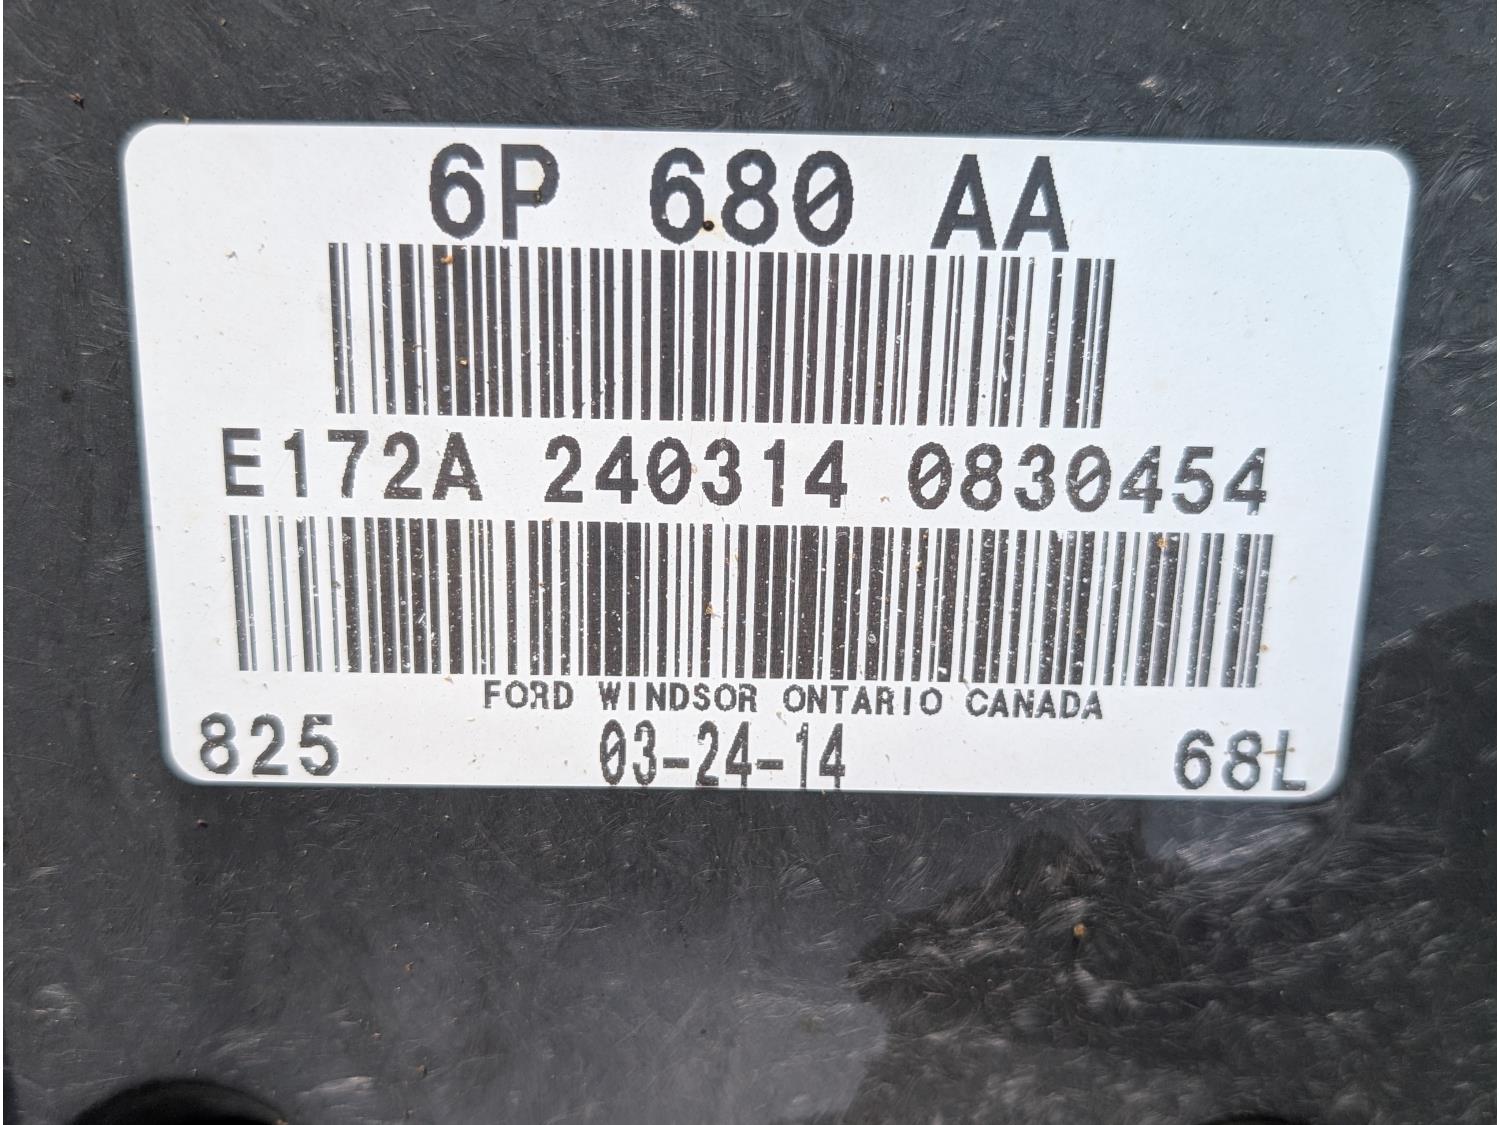 6P 680 AA
E172A 240314 0830454
FORD WINDSOR ONTARIO CANADA
825 03-24-14 68L